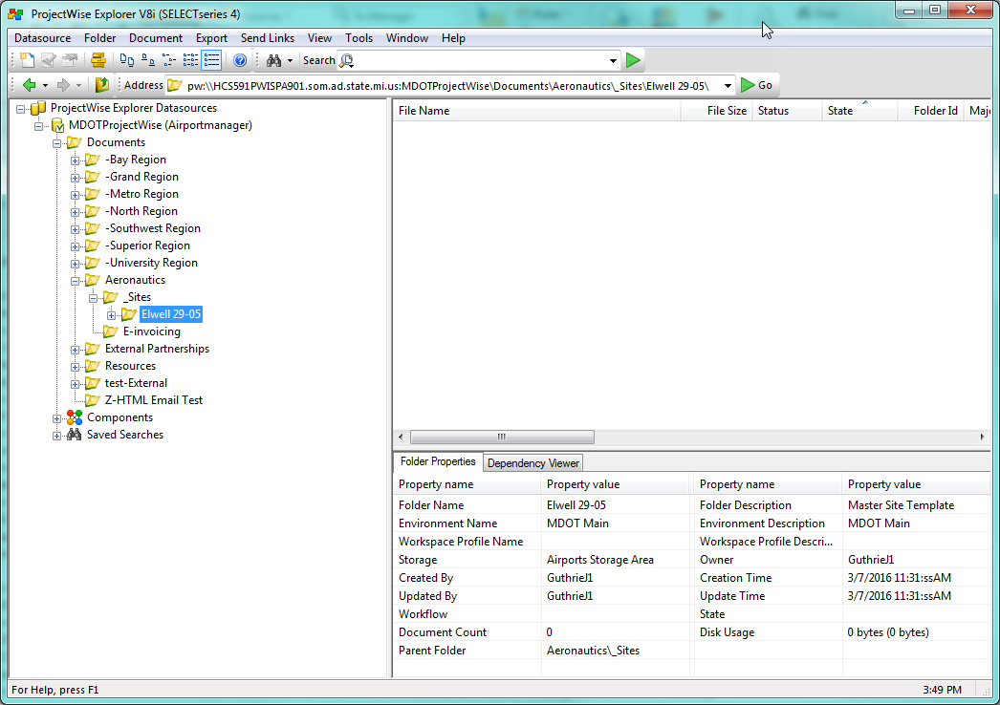 ProjectWise Explorer V8i (SELECTseries 4)
Datasource Folder Document Export Send Links View Tools Window Help
Search
Address pw:\\HCS591PWISPA901.som.ad.state.mi.us:MDOTProjectWise\Documents\Aeronautics\_Sites\Elwell 29-05\ Go
ProjectWise Explorer Datasources
MDOTProjectWise (Airportmanager)
Documents
-Bay Region
-Grand Region
-Metro Region
-North Region
-Southwest Region
-Superior Region
-University Region
Aeronautics
_Sites
Elwell 29-05
E-invoicing
External Partnerships
Resources
test-External
Z-HTML Email Test
Components
Saved Searches
File Name File Size Status State Folder Id Maj
Folder Properties Dependency Viewer
Property name Property value Property name Property value
Folder Name Elwell 29-05 Folder Description Master Site Template
Environment Name MDOT Main Environment Description MDOT Main
Workspace Profile Name Workspace Profile Descri...
Storage Airports Storage Area Owner GuthrieJ1
Created By GuthrieJ1 Creation Time 3/7/2016 11:31:ssAM
Updated By GuthrieJ1 Update Time 3/7/2016 11:31:ssAM
Workflow State
Document Count 0 Disk Usage 0 bytes (0 bytes)
Parent Folder Aeronautics\_Sites
For Help, press F1 3:49 PM